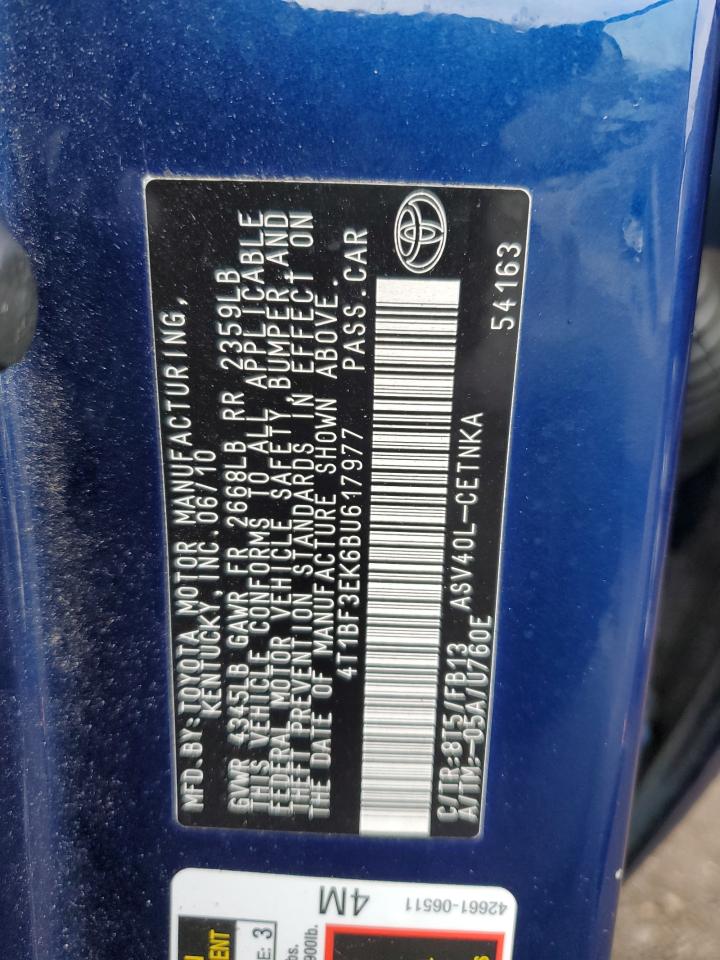 MFD.BY:TOYOTA MOTOR MANUFACTURING,
KENTUCKY, INC. 06/10
GVWR 4345LB GAWR FR 2668LB RR 2359LB
THIS VEHICLE CONFORMS TO ALL APPLICABLE
FEDERAL MOTOR VEHICLE SAFETY,BUMPER,AND
THEFT PREVENTION STANDARDS IN EFFECT ON
THE DATE OF MANUFACTURE SHOWN ABOVE.
4T1BF3EK6BU617977 PASS.CAR
C/TR:8T5/FB13 ASV40L-CETNKA
A/TM:-05A/U760E
54163
4M
42661-06511
E: 3
900lb.